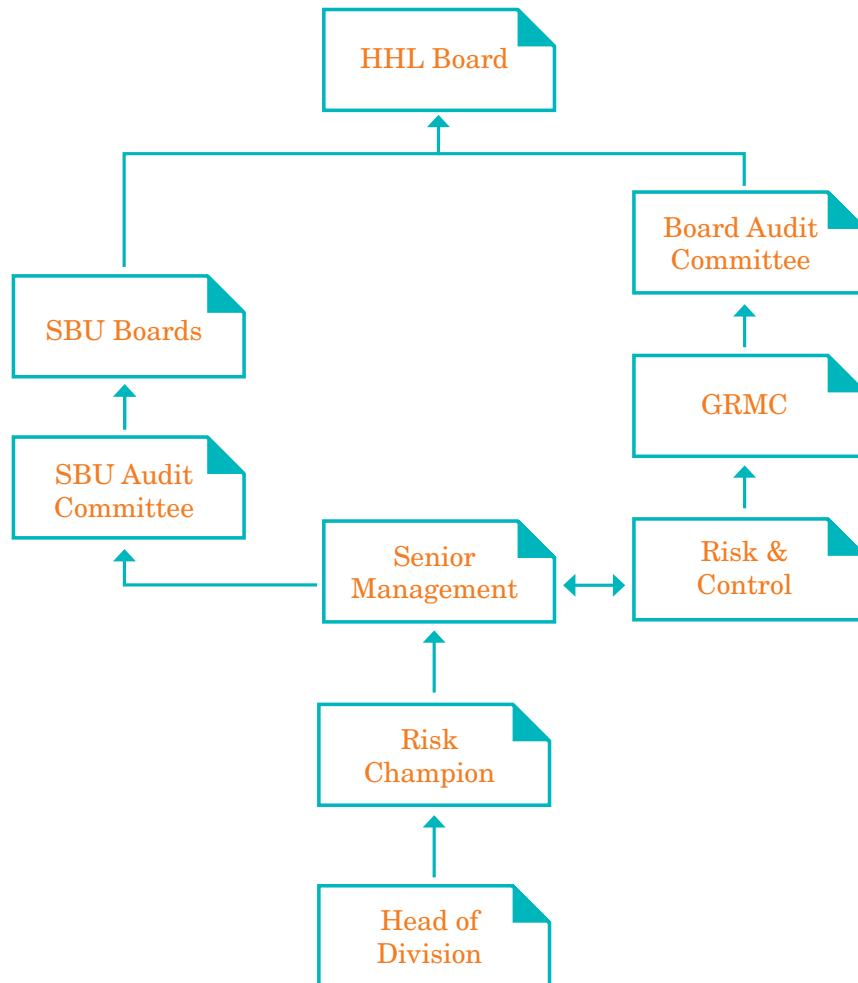 HHL Board
Board Audit
Committee
SBU Boards
GRMC
SBU Audit
Committee
Senior
Management
Risk &
Control
Risk
Champion
Head of
Division